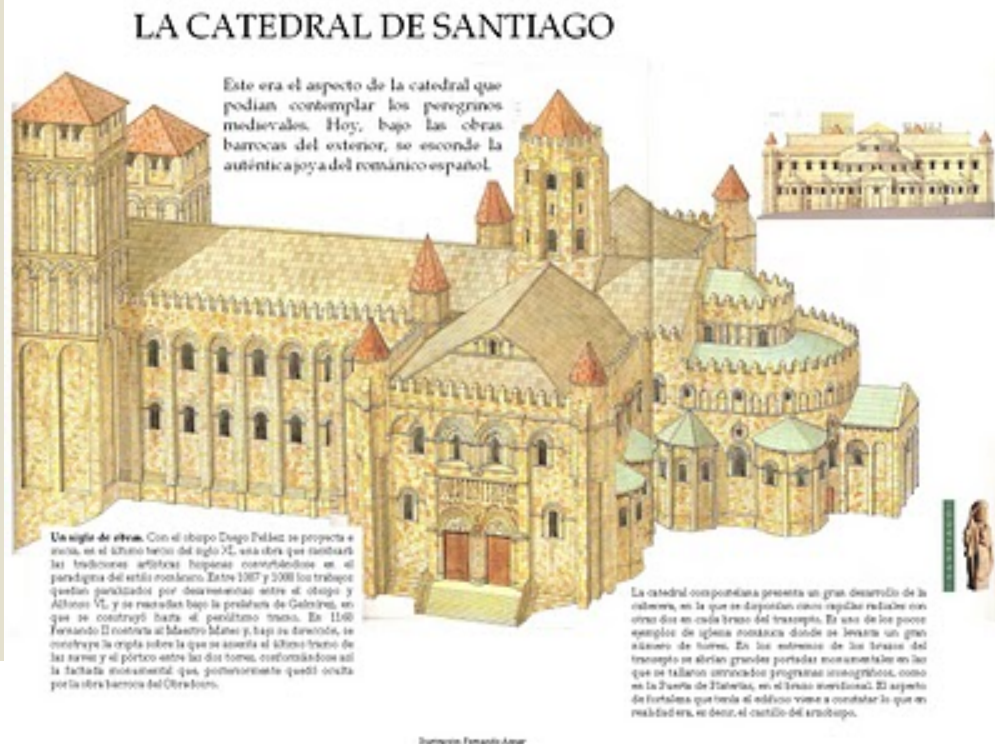 LA CATEDRAL DE SANTIAGO
Este era el aspecto de la catedral que
podian contemplar los peregrinos
medievales. Hoy, bajo las obras
barrocas del exterior, se esconde la
auténtica joya del románico español.
Un siglo de obras. Con el obispo Diego Peláez se proyecta e
inicia, en el último tercio del siglo XI, una obra que cambiará
las tradiciones artísticas hispanas convirtiéndose en el
paradigma del estilo románico. Entre 1087 y 1088 los trabajos
quedan paralizados por desavenencias entre el obispo y
Alfonso VI, y se reanudan bajo la prelatura de Gelmírez, en
que se construyó hasta el penúltimo tramo. En 1168
Fernando II contrata al Maestro Mateo y, bajo su dirección, se
construye la cripta sobre la que se asienta el último tramo de
las naves y el pórtico entre las dos torres, conformándose así
la fachada monumental que, posteriormente quedó oculta
por la obra barroca del Obradoiro.
La catedral compostelana presenta un gran desarrollo de la
cabecera, en la que se disponían cinco capillas radiales con
otras dos en cada brazo del transepto. Es uno de los pocos
ejemplos de iglesia románica donde se levanta un gran
número de torres. En los extremos de los brazos del
transepto se abrían grandes portadas monumentales en las
que se tallaron intrincados programas iconográficos, como
en la Puerta de Platerías, en el brazo meridional. El aspecto
de fortaleza que tenía el edificio viene a constatar lo que en
realidad era, es decir, el castillo del arzobispo.
Ilustración Fernando Aznar